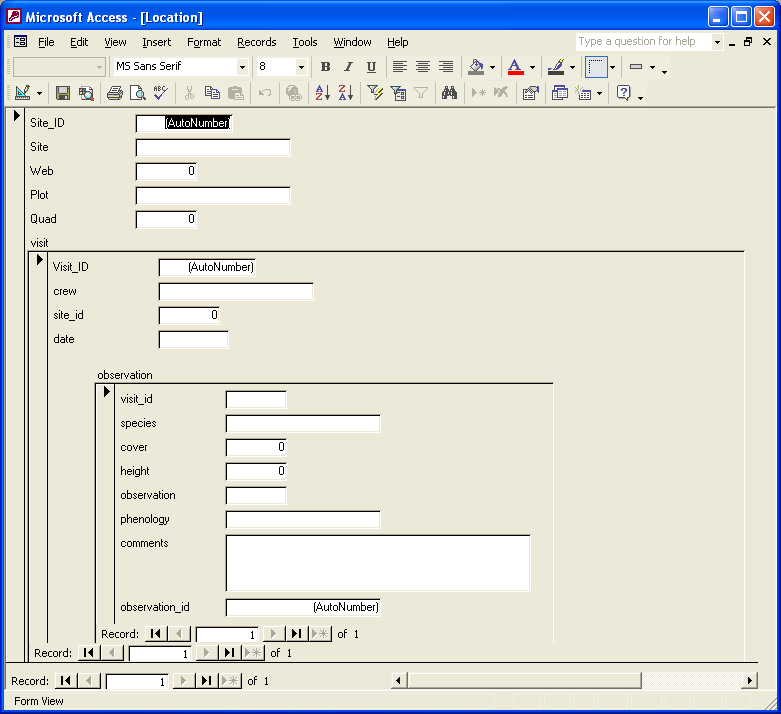 Microsoft Access - [Location]
File Edit View Insert Format Records Tools Window Help Type a question for help
MS Sans Serif 8 B I U A
Site_ID (AutoNumber)
Site
Web 0
Plot
Quad 0
visit
Visit_ID (AutoNumber)
crew
site_id 0
date
observation
visit_id
species
cover 0
height 0
observation
phenology
comments
observation_id (AutoNumber)
Record: 1 of 1
Record: 1 of 1
Record: 1 of 1
Form View